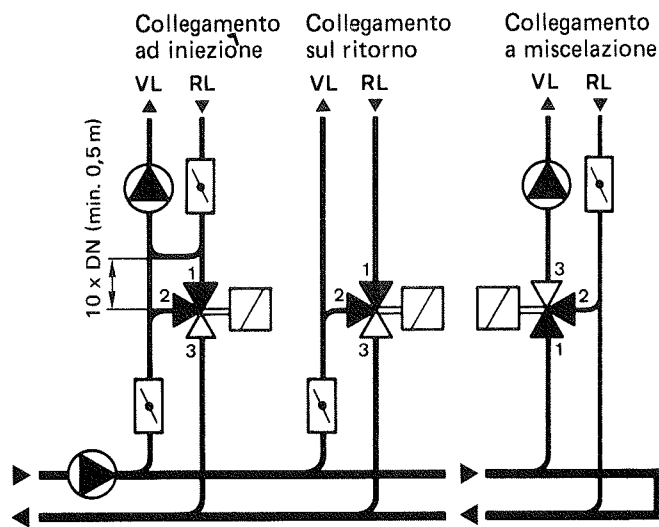 Collegamento
ad iniezione
Collegamento
sul ritorno
Collegamento
a miscelazione
VL RL
VL RL
VL RL
10 x DN (min. 0,5 m)
1
2
3
1
2
3
3
2
1